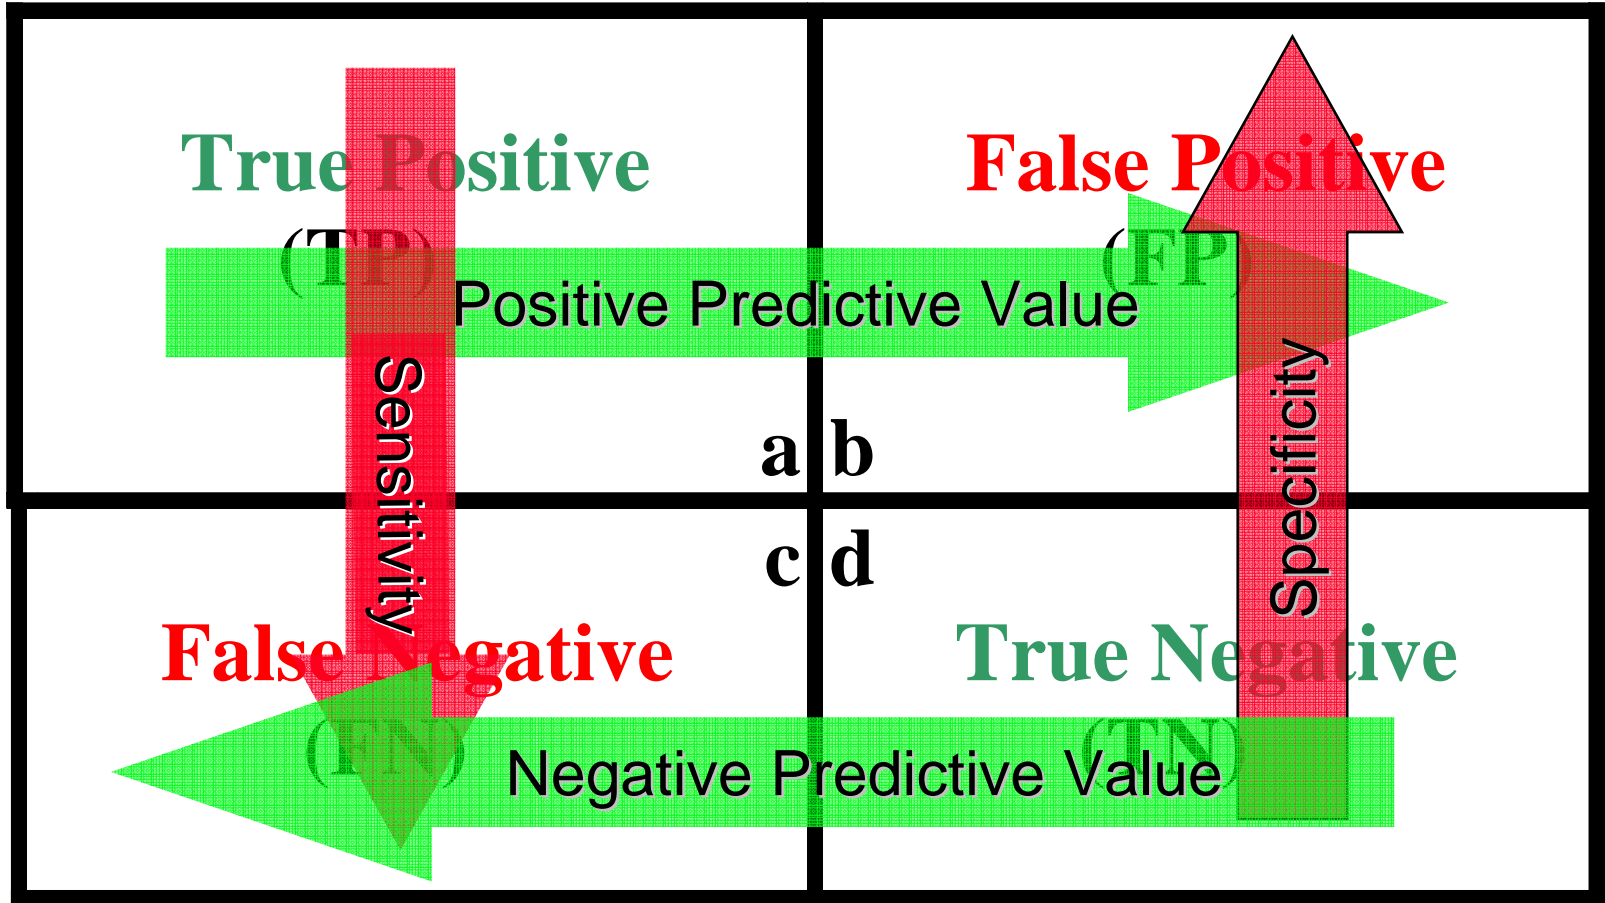 True Positive
(TP)
False Positive
(FP)
Positive Predictive Value
Sensitivity
Specificity
a b
c d
False Negative
(FN)
True Negative
(TN)
Negative Predictive Value